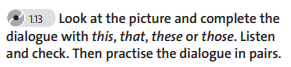 1.13 Look at the picture and complete the
dialogue with this, that, these or those. Listen
and check. Then practise the dialogue in pairs.